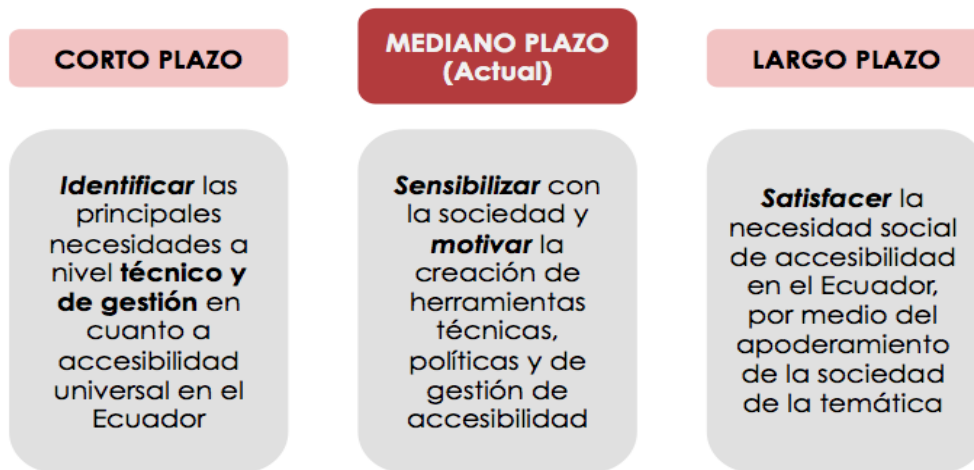 CORTO PLAZO
Identificar las
principales
necesidades a
nivel técnico y
de gestión en
cuanto a
accesibilidad
universal en el
Ecuador
MEDIANO PLAZO
(Actual)
Sensibilizar con
la sociedad y
motivar la
creación de
herramientas
técnicas,
políticas y de
gestión de
accesibilidad
LARGO PLAZO
Satisfacer la
necesidad social
de accesibilidad
en el Ecuador,
por medio del
apoderamiento
de la sociedad
de la temática